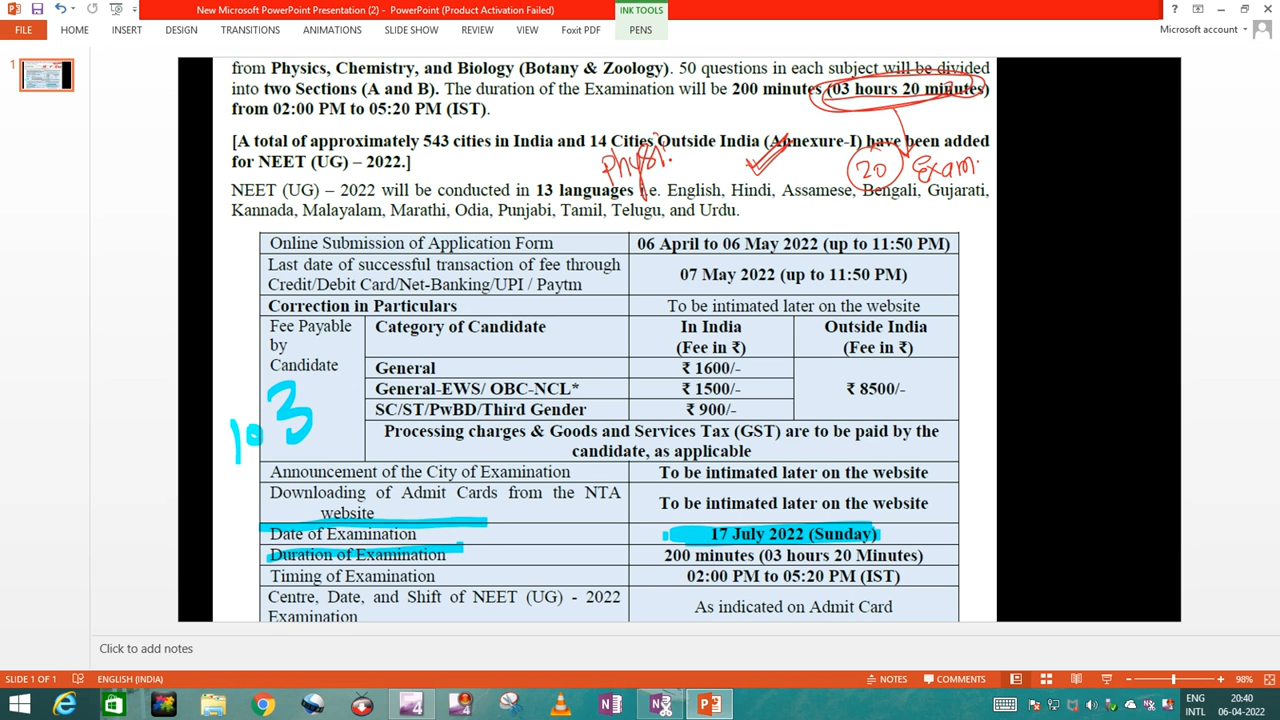 New Microsoft PowerPoint Presentation (2) - PowerPoint (Product Activation Failed)
INK TOOLS
FILE HOME INSERT DESIGN TRANSITIONS ANIMATIONS SLIDE SHOW REVIEW VIEW Foxit PDF PENS
Microsoft account
1
from Physics, Chemistry, and Biology (Botany & Zoology). 50 questions in each subject will be divided
into two Sections (A and B). The duration of the Examination will be 200 minutes (03 hours 20 minutes)
from 02:00 PM to 05:20 PM (IST).
[A total of approximately 543 cities in India and 14 Cities Outside India (Annexure-I) have been added
for NEET (UG) – 2022.]
20 Exam.
NEET (UG) – 2022 will be conducted in 13 languages i.e. English, Hindi, Assamese, Bengali, Gujarati,
Kannada, Malayalam, Marathi, Odia, Punjabi, Tamil, Telugu, and Urdu.
Online Submission of Application Form 06 April to 06 May 2022 (up to 11:50 PM)
Last date of successful transaction of fee through
Credit/Debit Card/Net-Banking/UPI / Paytm
07 May 2022 (up to 11:50 PM)
Correction in Particulars To be intimated later on the website
Fee Payable
by
Candidate
Category of Candidate
In India
(Fee in ₹)
Outside India
(Fee in ₹)
General ₹ 1600/-
General-EWS/ OBC-NCL* ₹ 1500/- ₹ 8500/-
SC/ST/PwBD/Third Gender ₹ 900/-
3
Processing charges & Goods and Services Tax (GST) are to be paid by the
candidate, as applicable
Announcement of the City of Examination To be intimated later on the website
Downloading of Admit Cards from the NTA
website
To be intimated later on the website
Date of Examination 17 July 2022 (Sunday)
Duration of Examination 200 minutes (03 hours 20 Minutes)
Timing of Examination 02:00 PM to 05:20 PM (IST)
Centre, Date, and Shift of NEET (UG) - 2022
Examination
As indicated on Admit Card
Click to add notes
SLIDE 1 OF 1 ENGLISH (INDIA) NOTES COMMENTS 98%
ENG 20:40
INTL 06-04-2022